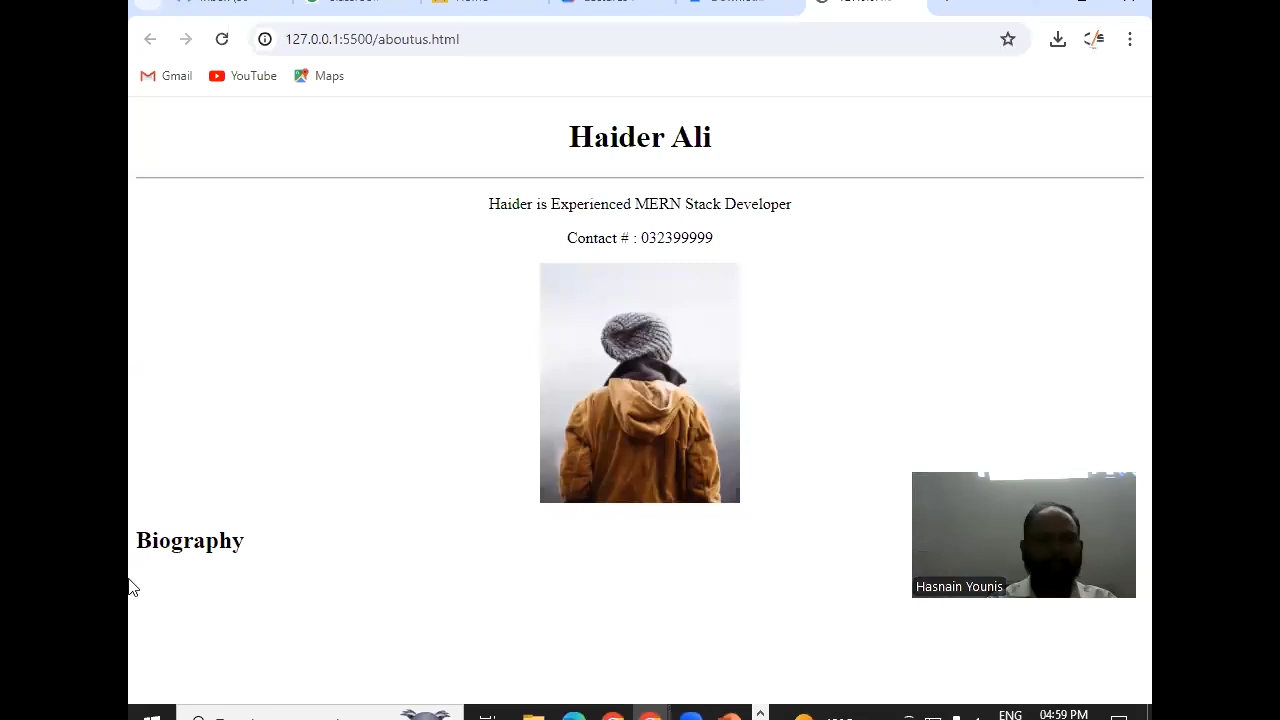 127.0.0.1:5500/aboutus.html
Gmail YouTube Maps
Haider Ali
Haider is Experienced MERN Stack Developer
Contact # : 032399999
Biography
Hasnain Younis
ENG 04:59 PM